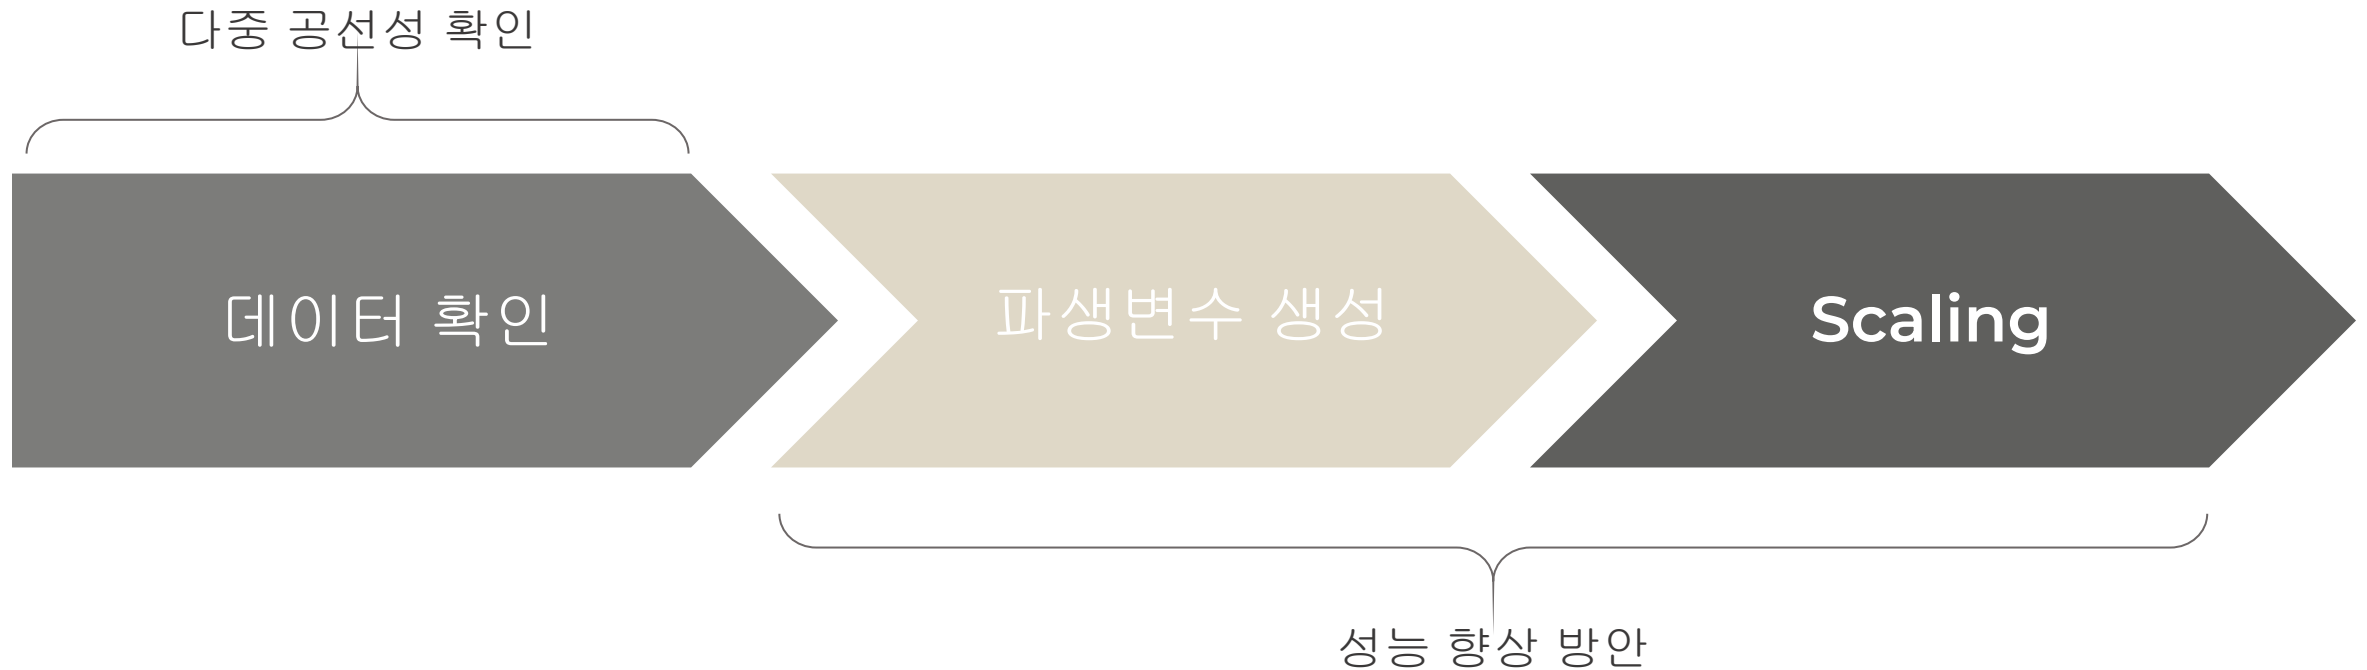 다중 공선성 확인
데이터 확인
파생변수 생성
Scaling
성능 향상 방안